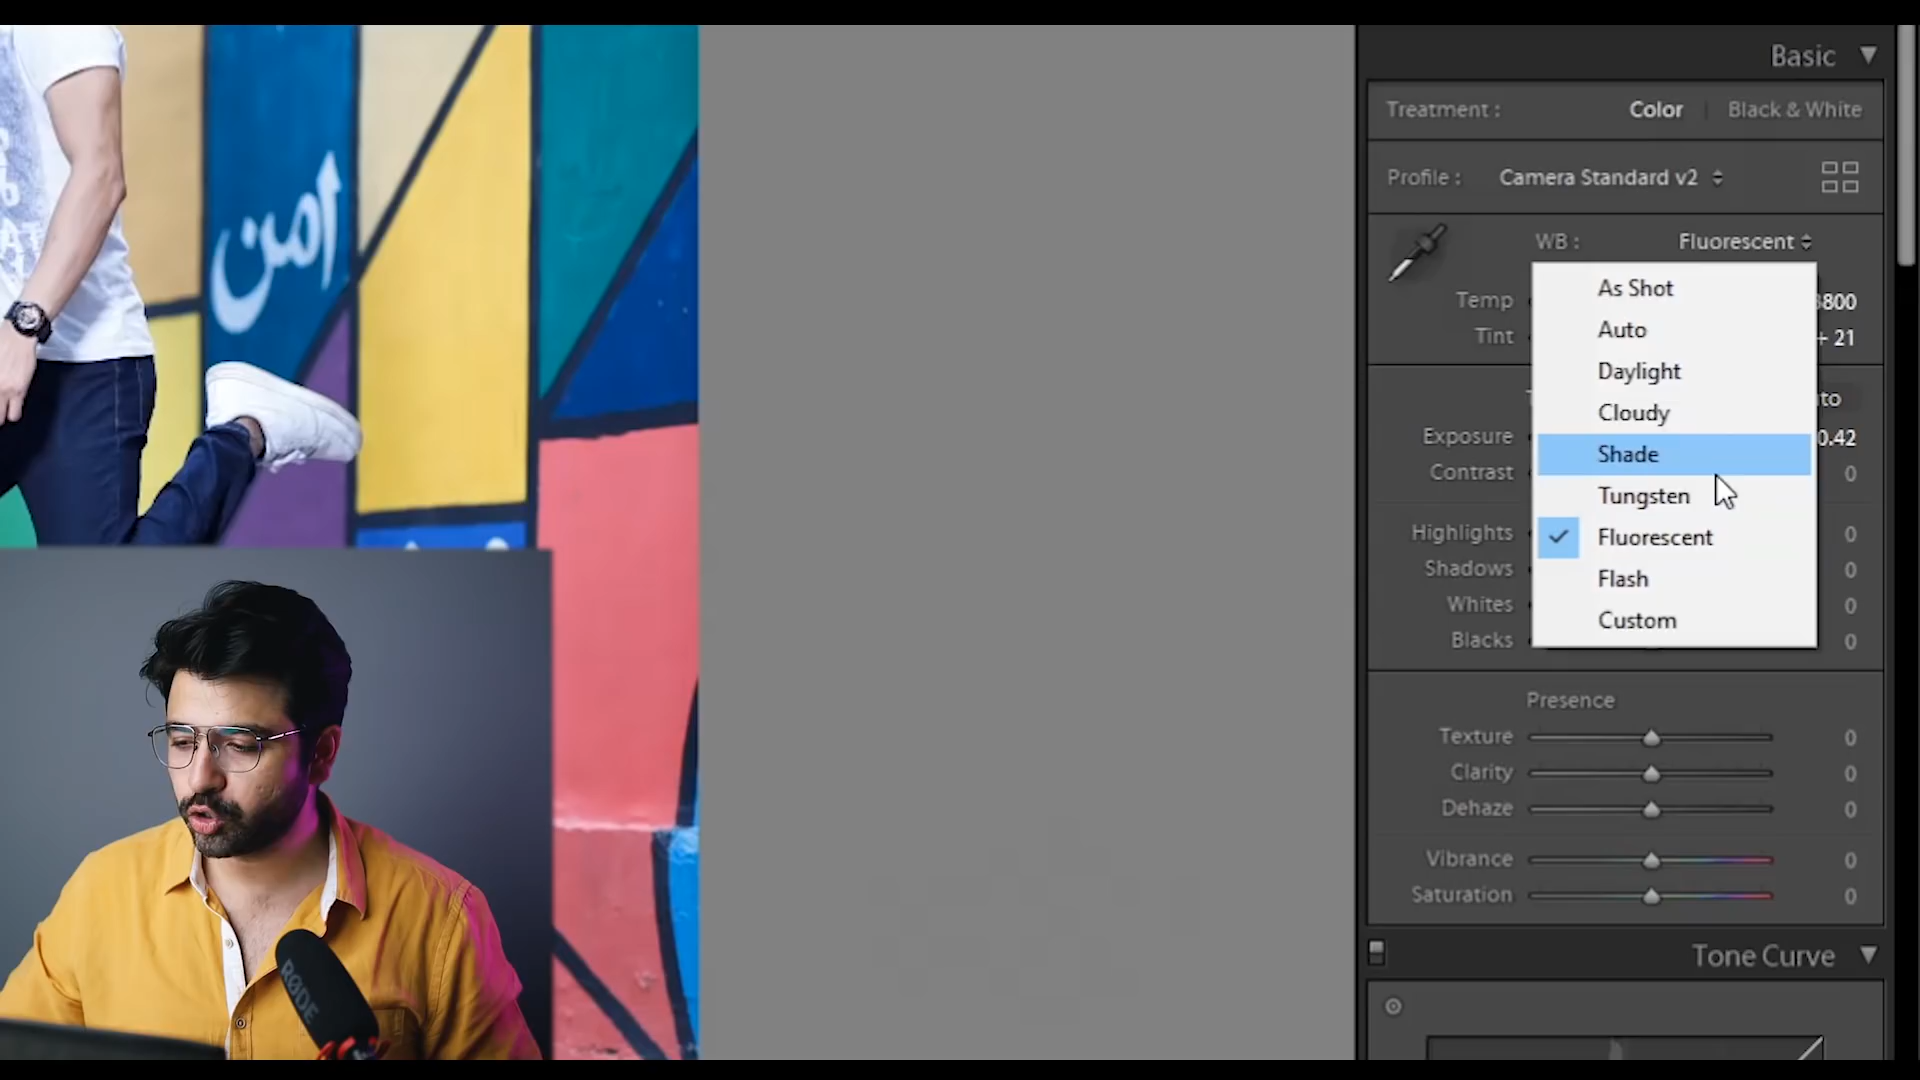 امن
Basic
Treatment : Color Black & White
Profile : Camera Standard v2
WB : Fluorescent
As Shot
Temp 800
Auto
Tint + 21
Daylight
Cloudy
Exposure 0.42
Shade
Contrast 0
Tungsten
Highlights 0
Fluorescent
Shadows 0
Flash
Whites 0
Custom
Blacks 0
Presence
Texture 0
Clarity 0
Dehaze 0
Vibrance 0
Saturation 0
Tone Curve
RØDE